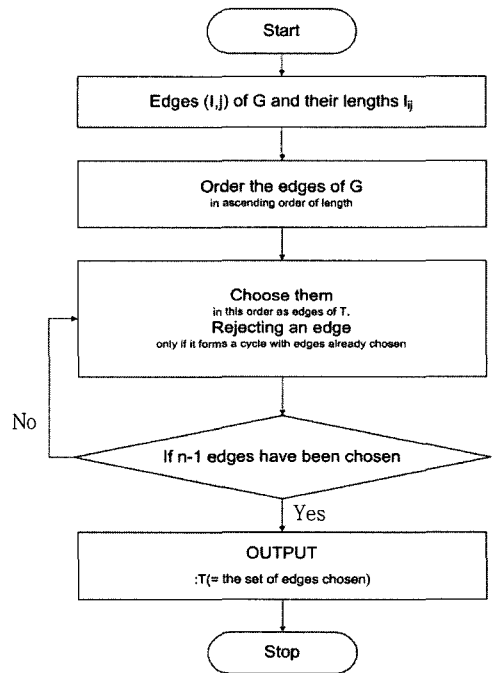 Start
Edges (I,j) of G and their lengths l_ij
Order the edges of G
in ascending order of length
Choose them
in this order as edges of T.
Rejecting an edge
only if it forms a cycle with edges already chosen
No
If n-1 edges have been chosen
Yes
OUTPUT
:T(= the set of edges chosen)
Stop